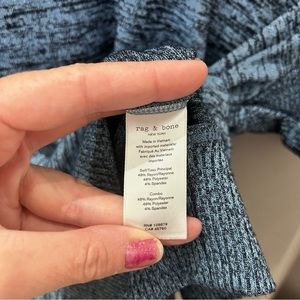 rag & bone
NEW YORK
Made in Vietnam
with imported materials
Fabriqué Au Vietnam
avec des matériaux
importés
Self/Tissu Principal
48% Rayon/Rayonne
48% Polyester
4% Spandex
Combo
48% Rayon/Rayonne
48% Polyester
4% Spandex